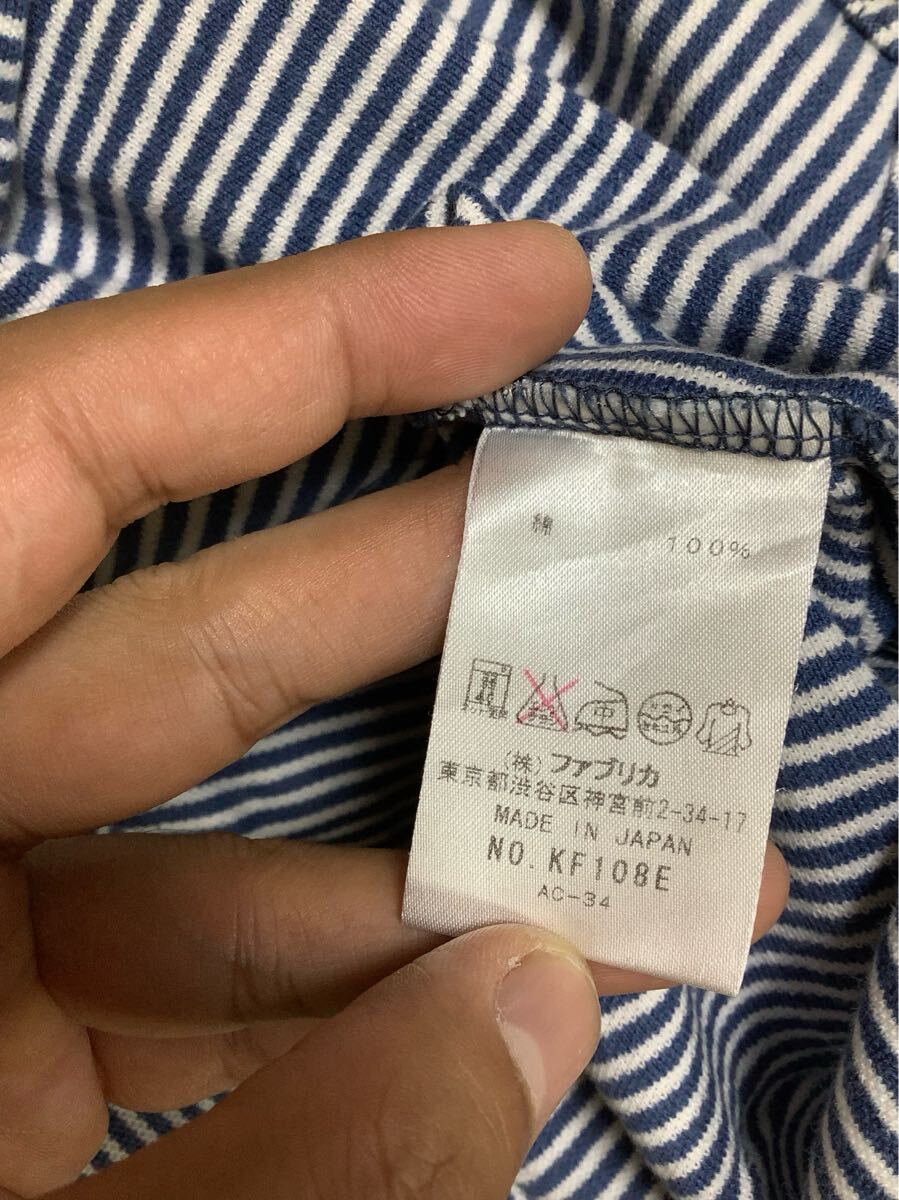 綿 100%
中
(株)ファブリカ
東京都渋谷区神宮前2-34-17
MADE IN JAPAN
NO.KF108E
AC-34